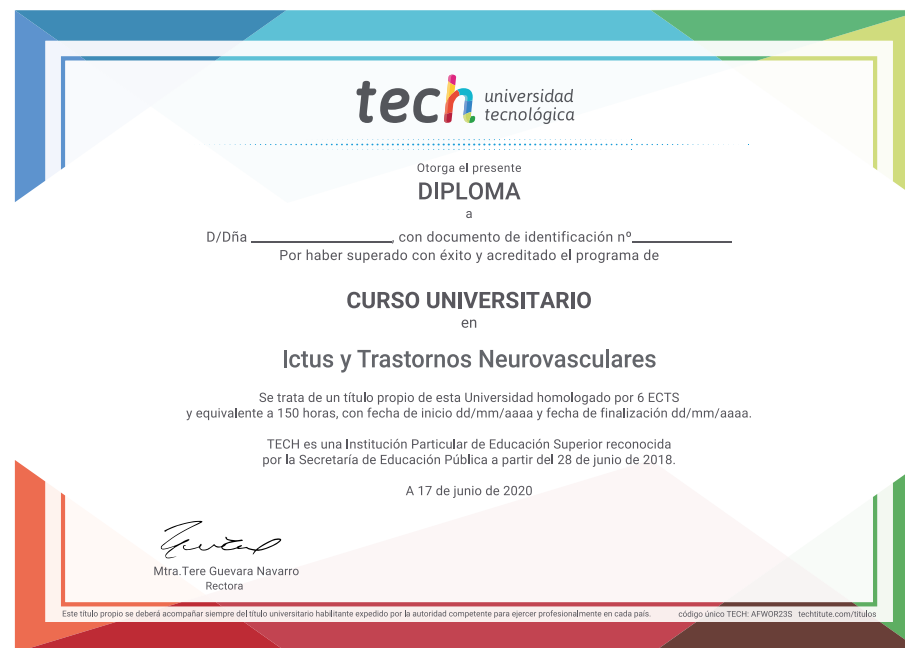 tech universidad
tecnológica
Otorga el presente
DIPLOMA
a
D/Dña ____________, con documento de identificación nº____________
Por haber superado con éxito y acreditado el programa de
CURSO UNIVERSITARIO
en
Ictus y Trastornos Neurovasculares
Se trata de un título propio de esta Universidad homologado por 6 ECTS
y equivalente a 150 horas, con fecha de inicio dd/mm/aaaa y fecha de finalización dd/mm/aaaa.
TECH es una Institución Particular de Educación Superior reconocida
por la Secretaría de Educación Pública a partir del 28 de junio de 2018.
A 17 de junio de 2020
Mtra.Tere Guevara Navarro
Rectora
Este título propio se deberá acompañar siempre del título universitario habilitante expedido por la autoridad competente para ejercer profesionalmente en cada país. código único TECH: AFWOR23S techtitute.com/titulos